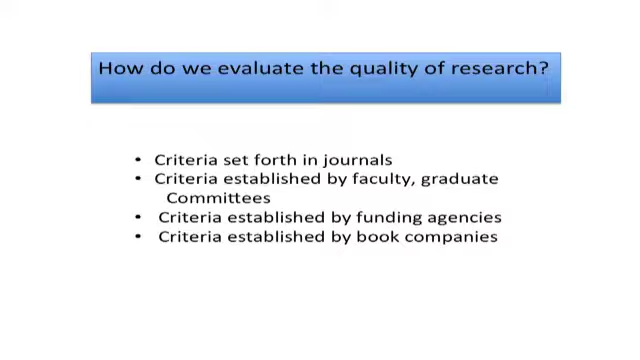 How do we evaluate the quality of research?
• Criteria set forth in journals
• Criteria established by faculty, graduate
Committees
• Criteria established by funding agencies
• Criteria established by book companies